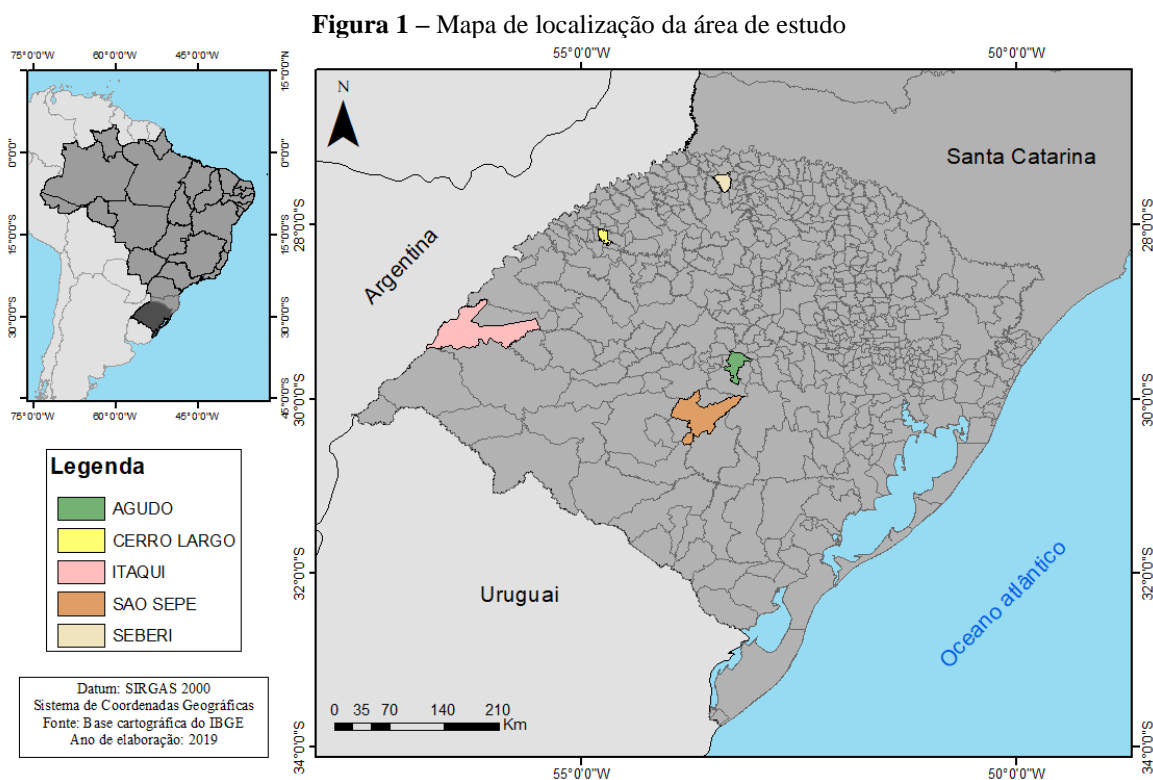 Figura 1 – Mapa de localização da área de estudo
75°0'0"W 60°0'0"W 45°0'0"W
15°0'0"N
0°0'0"
0°0'0"
15°0'0"S
15°0'0"S
30°0'0"S
30°0'0"S
45°0'0"S
75°0'0"W 60°0'0"W 45°0'0"W
55°0'0"W 50°0'0"W
N
Santa Catarina
28°0'0"S
28°0'0"S
Argentina
30°0'0"S
30°0'0"S
Uruguai
Oceano atlântico
32°0'0"S
32°0'0"S
0 35 70 140 210
Km
34°0'0"S
34°0'0"S
55°0'0"W 50°0'0"W
Legenda
AGUDO
CERRO LARGO
ITAQUI
SAO SEPE
SEBERI
Datum: SIRGAS 2000
Sistema de Coordenadas Geográficas
Fonte: Base cartográfica do IBGE
Ano de elaboração: 2019